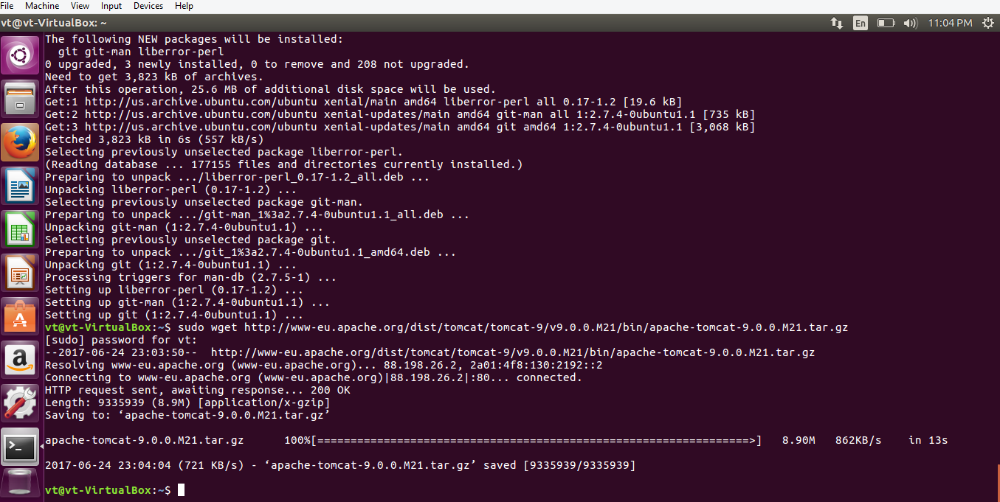 File Machine View Input Devices Help
vt@vt-VirtualBox: ~ En 11:04 PM
The following NEW packages will be installed:
  git git-man liberror-perl
0 upgraded, 3 newly installed, 0 to remove and 208 not upgraded.
Need to get 3,823 kB of archives.
After this operation, 25.6 MB of additional disk space will be used.
Get:1 http://us.archive.ubuntu.com/ubuntu xenial/main amd64 liberror-perl all 0.17-1.2 [19.6 kB]
Get:2 http://us.archive.ubuntu.com/ubuntu xenial-updates/main amd64 git-man all 1:2.7.4-0ubuntu1.1 [735 kB]
Get:3 http://us.archive.ubuntu.com/ubuntu xenial-updates/main amd64 git amd64 1:2.7.4-0ubuntu1.1 [3,068 kB]
Fetched 3,823 kB in 6s (557 kB/s)
Selecting previously unselected package liberror-perl.
(Reading database ... 177155 files and directories currently installed.)
Preparing to unpack .../liberror-perl_0.17-1.2_all.deb ...
Unpacking liberror-perl (0.17-1.2) ...
Selecting previously unselected package git-man.
Preparing to unpack .../git-man_1%3a2.7.4-0ubuntu1.1_all.deb ...
Unpacking git-man (1:2.7.4-0ubuntu1.1) ...
Selecting previously unselected package git.
Preparing to unpack .../git_1%3a2.7.4-0ubuntu1.1_amd64.deb ...
Unpacking git (1:2.7.4-0ubuntu1.1) ...
Processing triggers for man-db (2.7.5-1) ...
Setting up liberror-perl (0.17-1.2) ...
Setting up git-man (1:2.7.4-0ubuntu1.1) ...
Setting up git (1:2.7.4-0ubuntu1.1) ...
vt@vt-VirtualBox:~$ sudo wget http://www-eu.apache.org/dist/tomcat/tomcat-9/v9.0.0.M21/bin/apache-tomcat-9.0.0.M21.tar.gz
[sudo] password for vt:
--2017-06-24 23:03:50--  http://www-eu.apache.org/dist/tomcat/tomcat-9/v9.0.0.M21/bin/apache-tomcat-9.0.0.M21.tar.gz
Resolving www-eu.apache.org (www-eu.apache.org)... 88.198.26.2, 2a01:4f8:130:2192::2
Connecting to www-eu.apache.org (www-eu.apache.org)|88.198.26.2|:80... connected.
HTTP request sent, awaiting response... 200 OK
Length: 9335939 (8.9M) [application/x-gzip]
Saving to: ‘apache-tomcat-9.0.0.M21.tar.gz’
apache-tomcat-9.0.0.M21.tar.gz      100%[=================================================================>]   8.90M   862KB/s    in 13s
2017-06-24 23:04:04 (721 KB/s) - ‘apache-tomcat-9.0.0.M21.tar.gz’ saved [9335939/9335939]
vt@vt-VirtualBox:~$